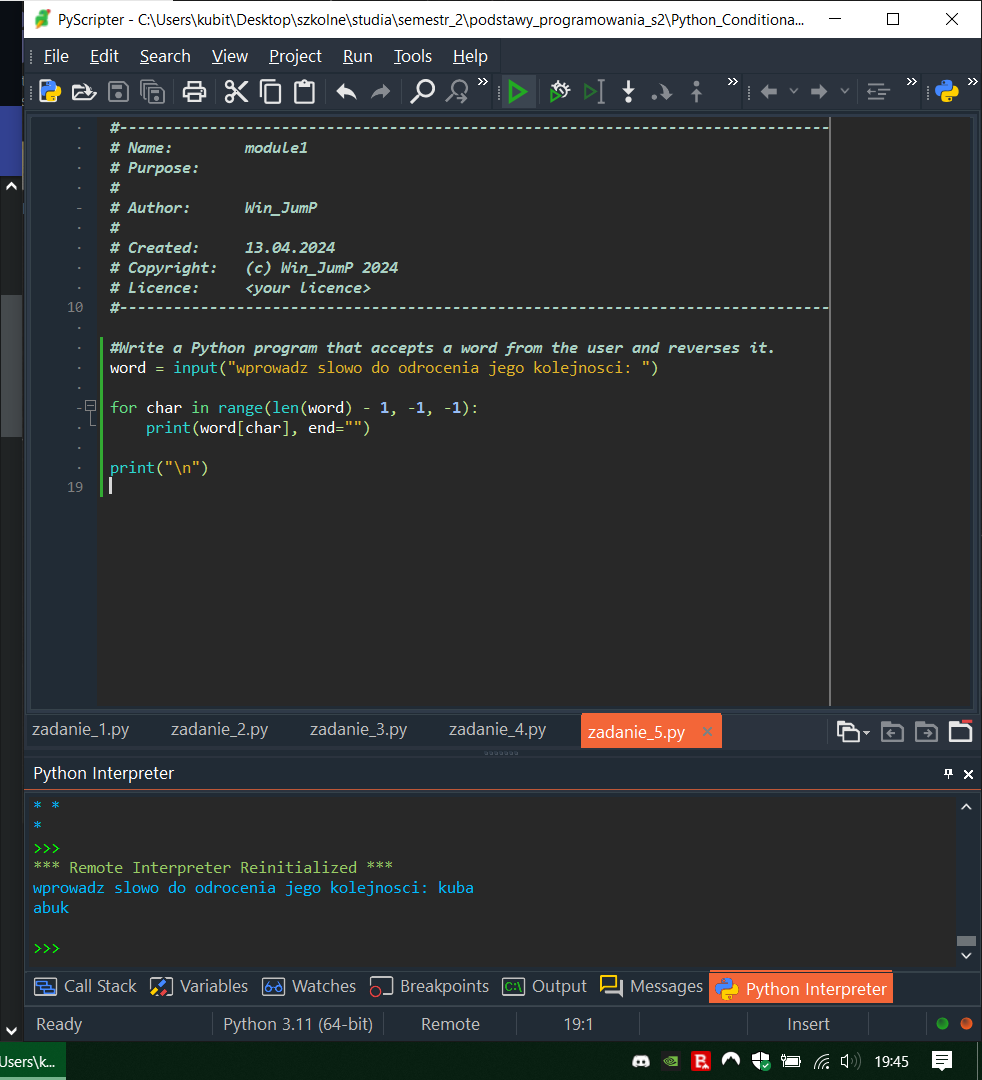 PyScripter - C:\Users\kubit\Desktop\szkolne\studia\semestr_2\podstawy_programowania_s2\Python_Conditiona...
File Edit Search View Project Run Tools Help
#-------------------------------------------------------------------------------
# Name:        module1
# Purpose:
#
# Author:      Win_JumP
#
# Created:     13.04.2024
# Copyright:   (c) Win_JumP 2024
# Licence:     <your licence>
10 #-------------------------------------------------------------------------------
#Write a Python program that accepts a word from the user and reverses it.
word = input("wprowadz slowo do odrocenia jego kolejnosci: ")
for char in range(len(word) - 1, -1, -1):
    print(word[char], end="")
print("\n")
19
zadanie_1.py zadanie_2.py zadanie_3.py zadanie_4.py zadanie_5.py ×
Python Interpreter
* *
*
>>>
*** Remote Interpreter Reinitialized ***
wprowadz slowo do odrocenia jego kolejnosci: kuba
abuk
>>>
Call Stack Variables Watches Breakpoints Output Messages Python Interpreter
Ready Python 3.11 (64-bit) Remote 19:1 Insert
Users\k... 19:45